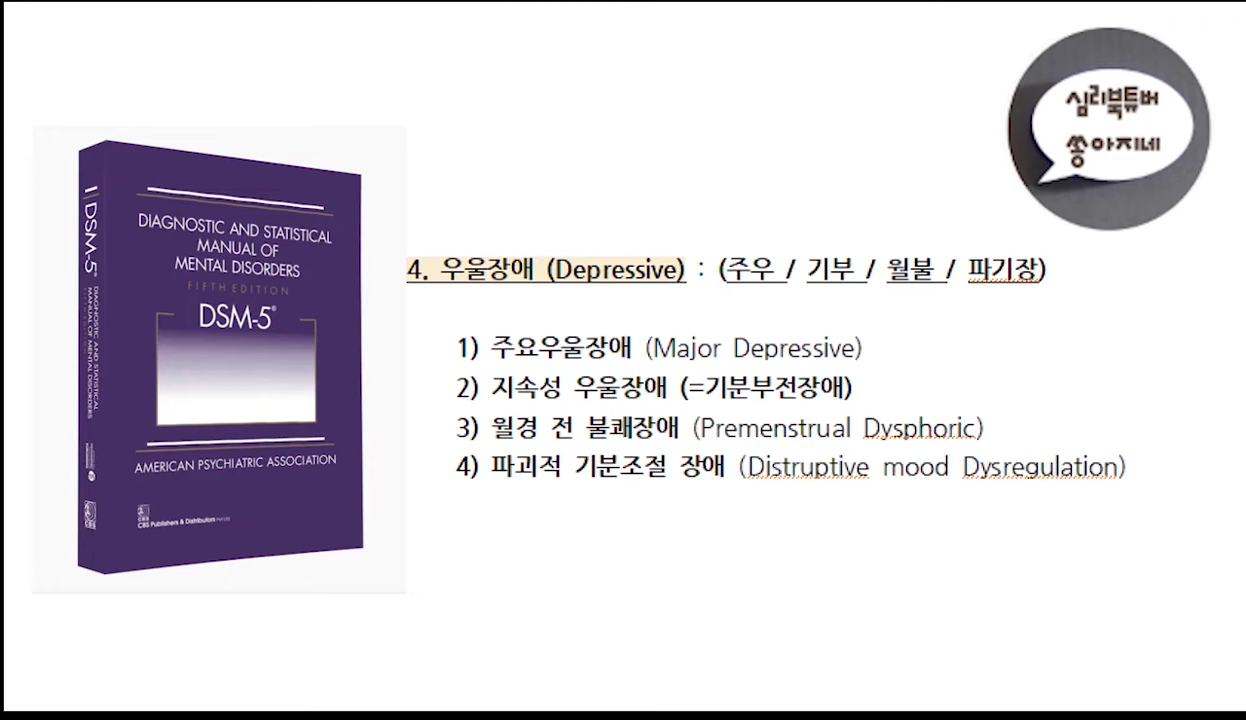 심리북튜버
쏭아지네
DIAGNOSTIC AND STATISTICAL
MANUAL OF
MENTAL DISORDERS
FIFTH EDITION
DSM-5®
AMERICAN PSYCHIATRIC ASSOCIATION
CBS Publishers & Distributors Pvt Ltd
DSM-5®
DIAGNOSTIC AND STATISTICAL
MANUAL OF MENTAL DISORDERS
4. 우울장애 (Depressive) : (주우 / 기부 / 월불 / 파기장)
1) 주요우울장애 (Major Depressive)
2) 지속성 우울장애 (=기분부전장애)
3) 월경 전 불쾌장애 (Premenstrual Dysphoric)
4) 파괴적 기분조절 장애 (Distruptive mood Dysregulation)